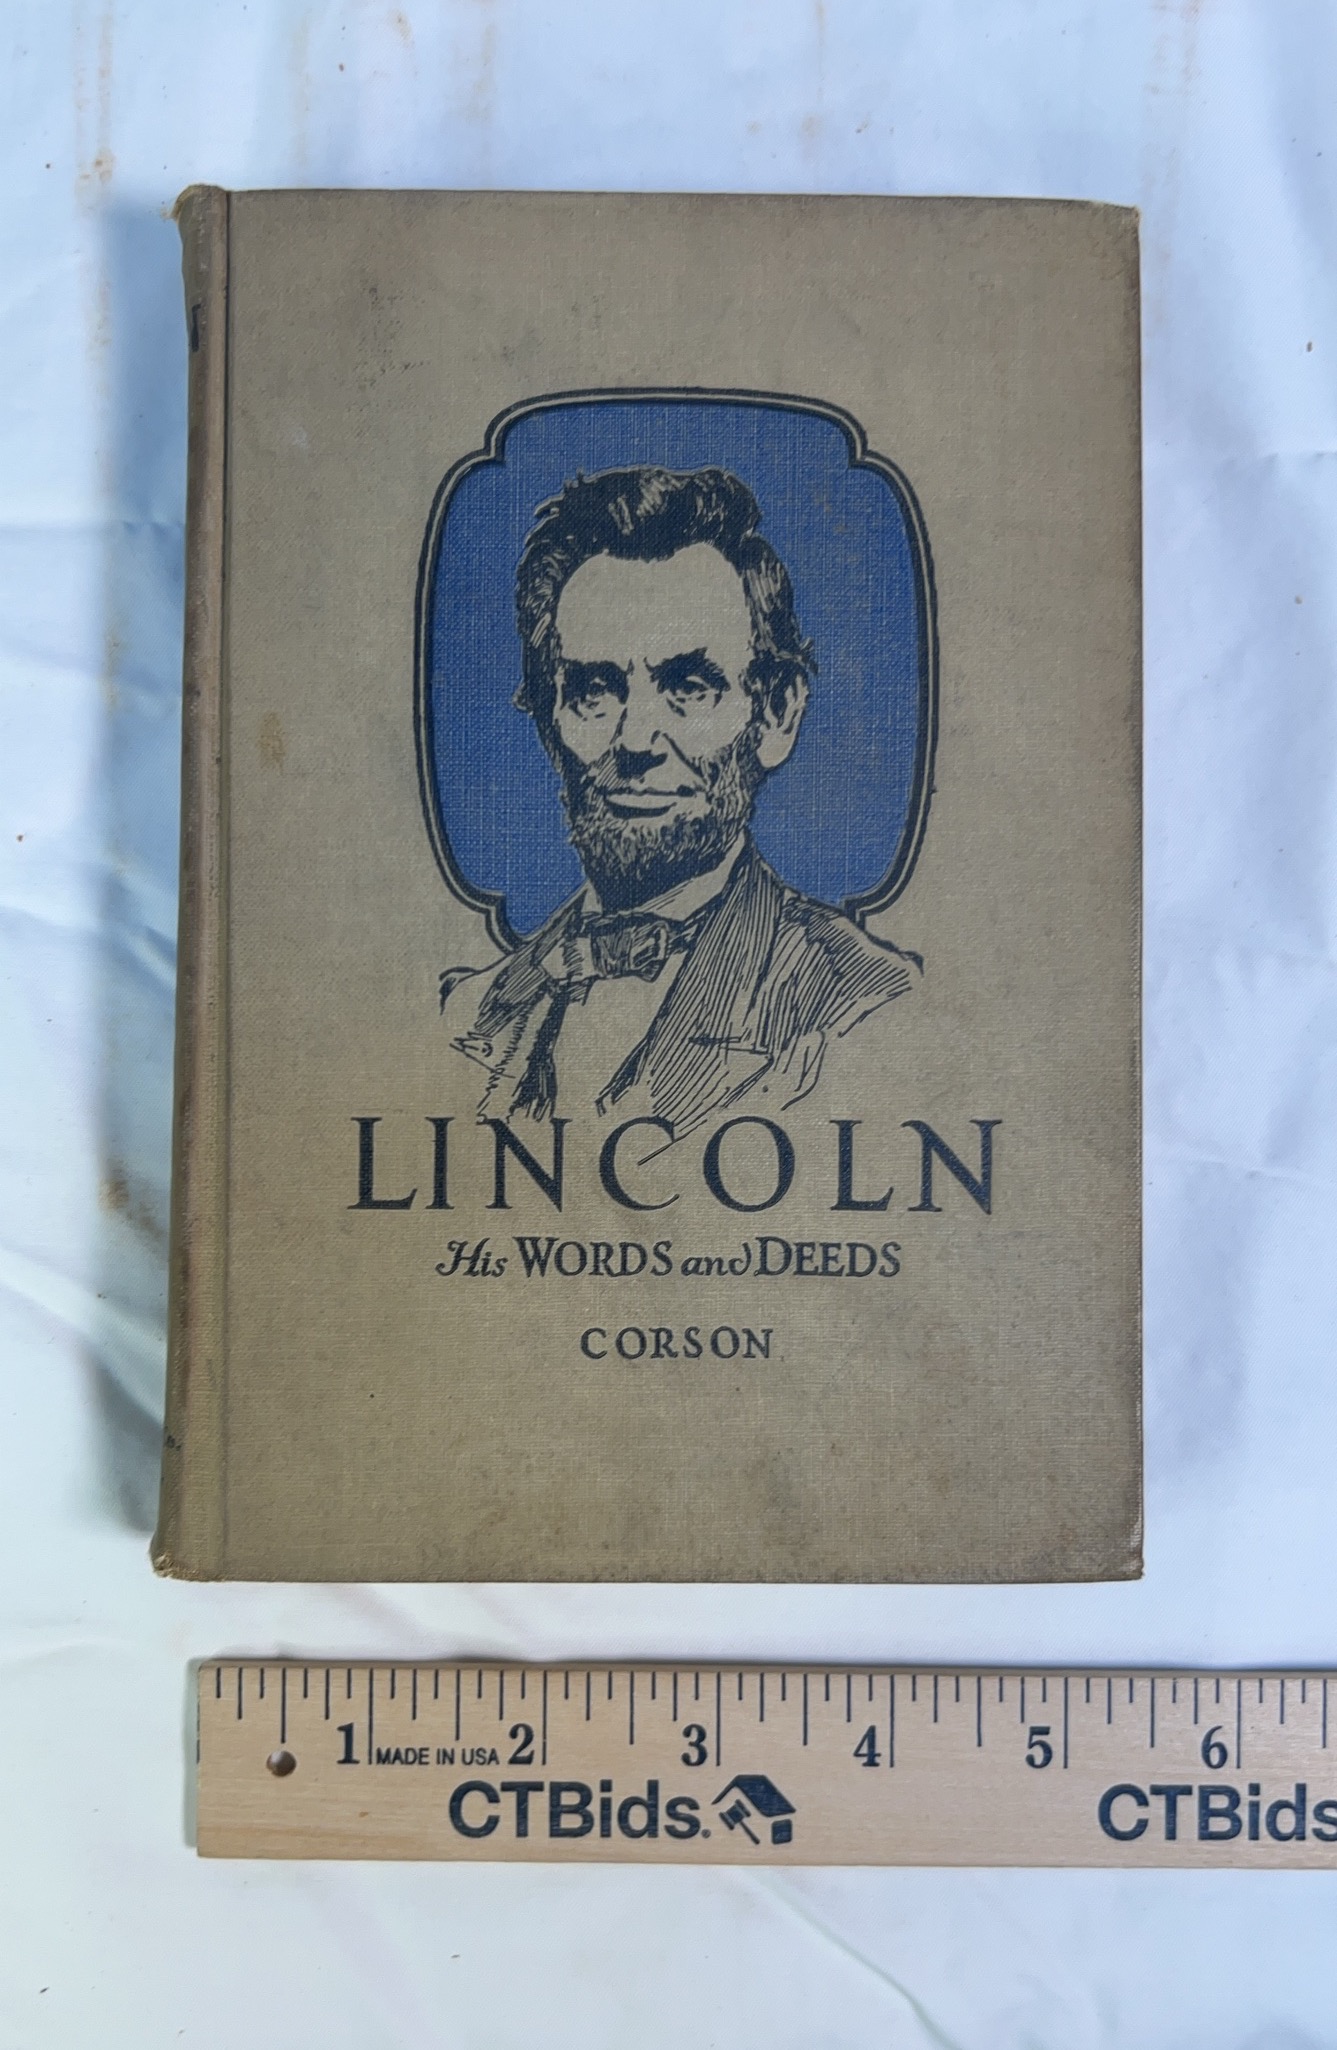 LINCOLN
His WORDS and DEEDS
CORSON
1 MADE IN USA 2 3 4 5 6
CTBids. CTBids